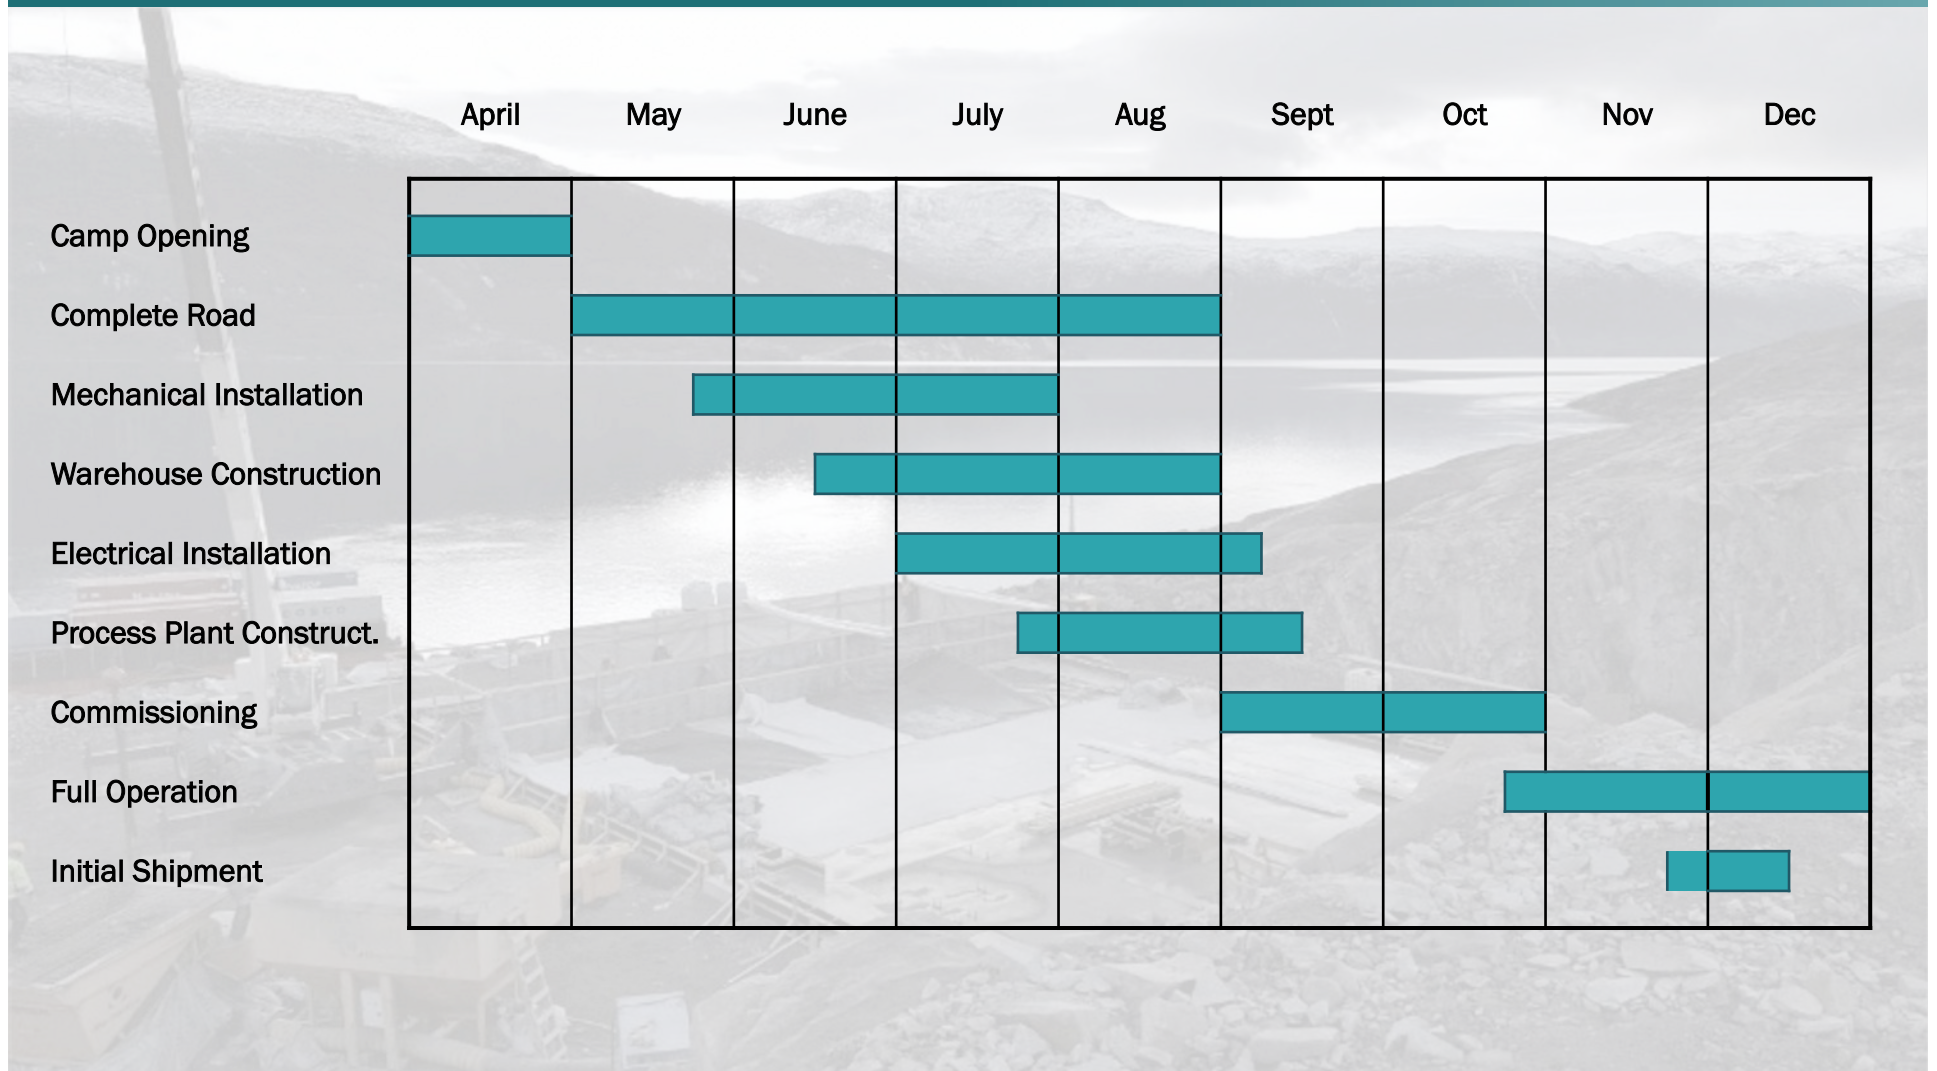 April May June July Aug Sept Oct Nov Dec
Camp Opening
Complete Road
Mechanical Installation
Warehouse Construction
Electrical Installation
Process Plant Construct.
Commissioning
Full Operation
Initial Shipment